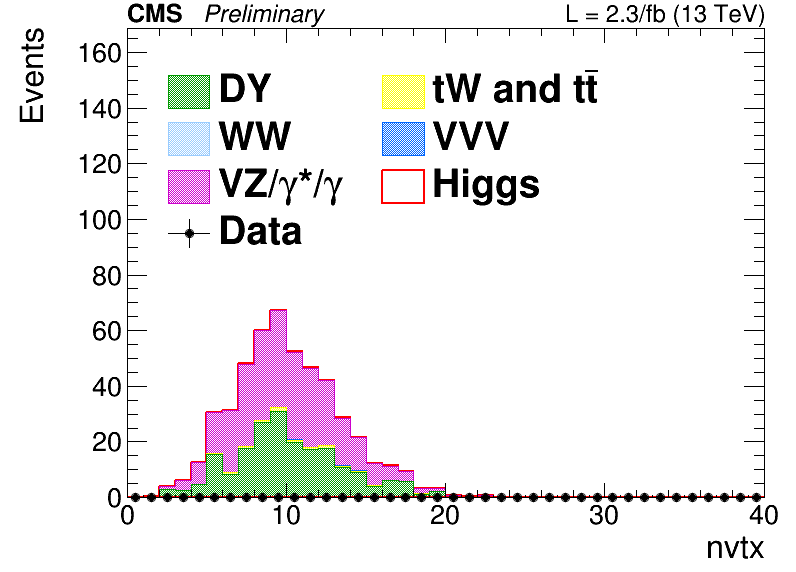 CMS Preliminary L = 2.3/fb (13 TeV)
Events
160
140
120
100
80
60
40
20
0
DY tW and tt̄
WW VVV
VZ/γ*/γ Higgs
Data
0 10 20 30 40
nvtx